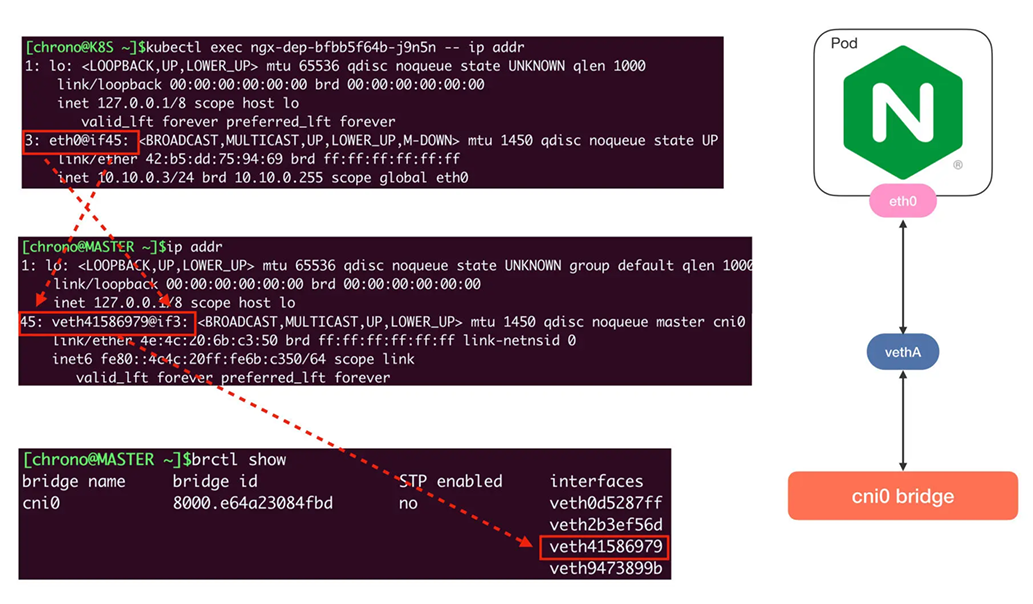 [chrono@K8S ~]$kubectl exec ngx-dep-bfbb5f64b-j9n5n -- ip addr
1: lo: <LOOPBACK,UP,LOWER_UP> mtu 65536 qdisc noqueue state UNKNOWN qlen 1000
link/loopback 00:00:00:00:00:00 brd 00:00:00:00:00:00
inet 127.0.0.1/8 scope host lo
valid_lft forever preferred_lft forever
3: eth0@if45: <BROADCAST,MULTICAST,UP,LOWER_UP,M-DOWN> mtu 1450 qdisc noqueue state UP
link/ether 42:b5:dd:75:94:69 brd ff:ff:ff:ff:ff:ff
inet 10.10.0.3/24 brd 10.10.0.255 scope global eth0
[chrono@MASTER ~]$ip addr
1: lo: <LOOPBACK,UP,LOWER_UP> mtu 65536 qdisc noqueue state UNKNOWN group default qlen 1000
link/loopback 00:00:00:00:00:00 brd 00:00:00:00:00:00
inet 127.0.0.1/8 scope host lo
45: veth41586979@if3: <BROADCAST,MULTICAST,UP,LOWER_UP> mtu 1450 qdisc noqueue master cni0
link/ether 4e:4c:20:6b:c3:50 brd ff:ff:ff:ff:ff:ff link-netnsid 0
inet6 fe80::4c4c:20ff:fe6b:c350/64 scope link
valid_lft forever preferred_lft forever
[chrono@MASTER ~]$brctl show
bridge name bridge id STP enabled interfaces
cni0 8000.e64a23084fbd no veth0d5287ff
veth2b3ef56d
veth41586979
veth9473899b
Pod
N
®
eth0
vethA
cni0 bridge